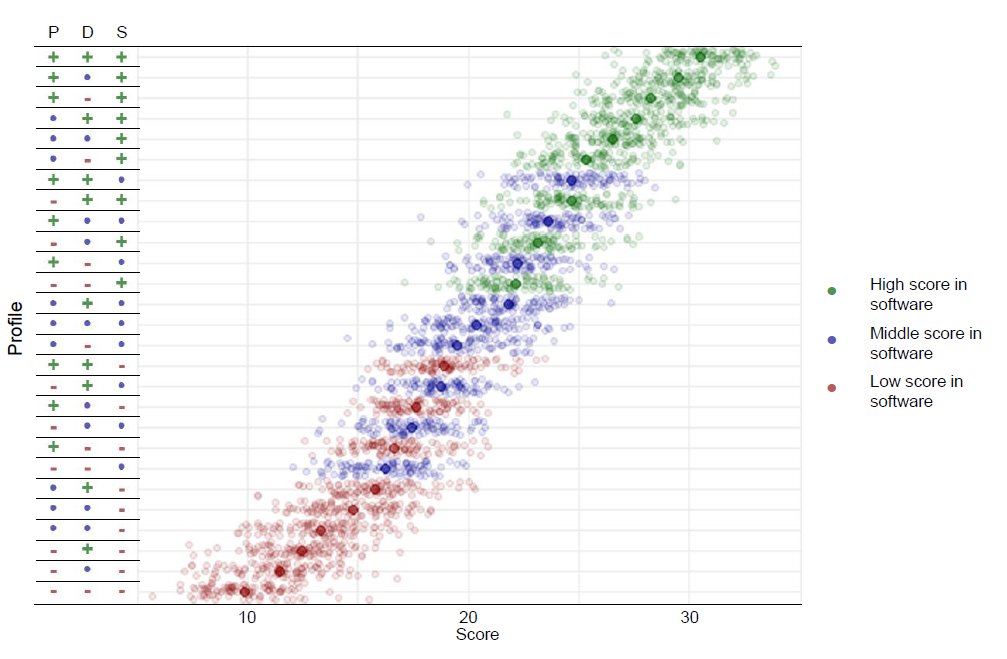 P D S
Profile
High score in
software
Middle score in
software
Low score in
software
10 20 30
Score